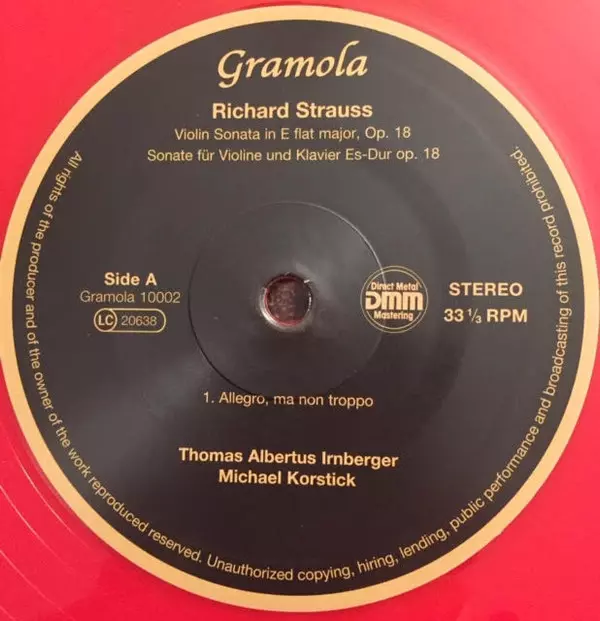 Gramola
Richard Strauss
Violin Sonata in E flat major, Op. 18
Sonate für Violine und Klavier Es-Dur op. 18
Side A
Gramola 10002
LC 20638
Direct Metal
DMM
Mastering
STEREO
33 ⅓ RPM
1. Allegro, ma non troppo
Thomas Albertus Irnberger
Michael Korstick
All rights of the producer and of the owner of the work reproduced reserved. Unauthorized copying, hiring, lending, public performance and broadcasting of this record prohibited.